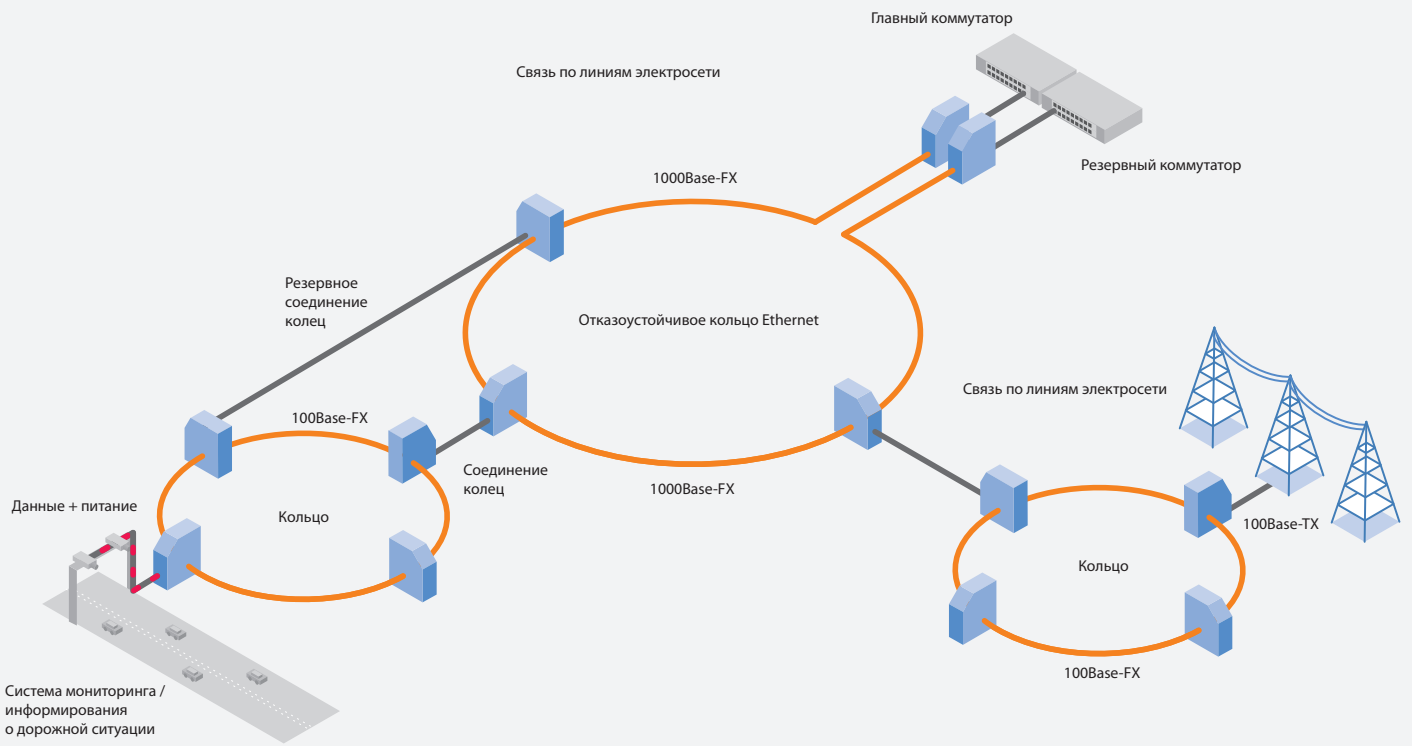 Главный коммутатор
Связь по линиям электросети
Резервный коммутатор
1000Base-FX
Резервное
соединение
колец
Отказоустойчивое кольцо Ethernet
Связь по линиям электросети
100Base-FX
Соединение
колец
1000Base-FX
Данные + питание
Кольцо
100Base-TX
Кольцо
100Base-FX
Система мониторинга /
информирования
о дорожной ситуации